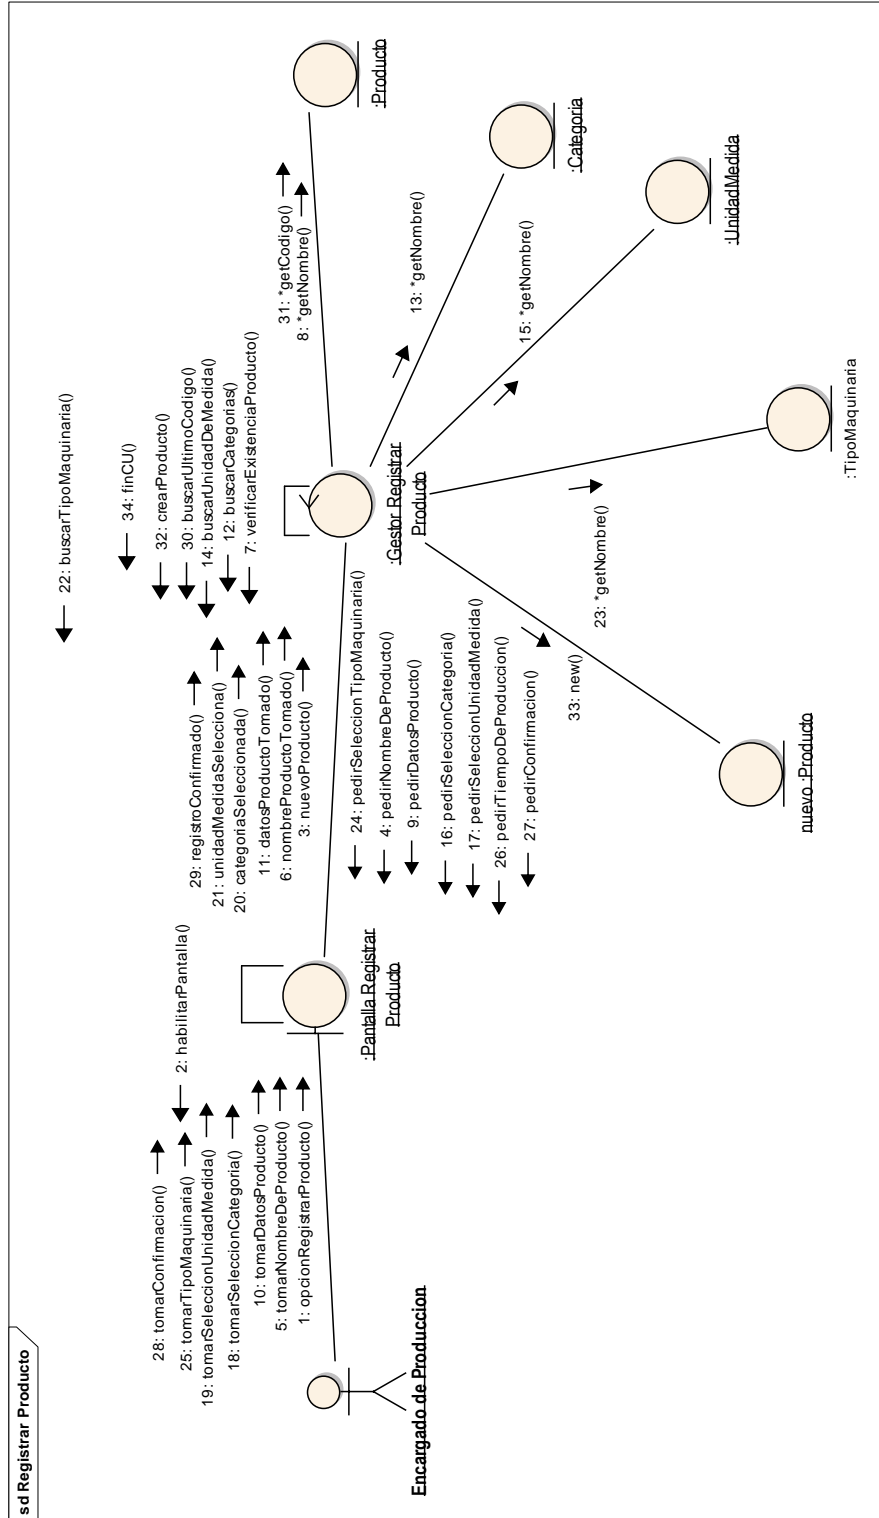 sd Registrar Producto
Encargado de Produccion
:Pantalla Registrar
Producto
:Gestor Registrar
Producto
:Producto
:Categoria
:UnidadMedida
:TipoMaquinaria
nuevo :Producto
28: tomarConfirmacion()
25: tomarTipoMaquinaria()
19: tomarSeleccionUnidadMedida()
18: tomarSeleccionCategoria()
10: tomarDatosProducto()
5: tomarNombreDeProducto()
1: opcionRegistrarProducto()
2: habilitarPantalla()
29: registroConfirmado()
21: unidadMedidaSelecciona()
20: categoriaSeleccionada()
11: datosProductoTomado()
6: nombreProductoTomado()
3: nuevoProducto()
24: pedirSeleccionTipoMaquinaria()
4: pedirNombreDeProducto()
9: pedirDatosProducto()
16: pedirSeleccionCategoria()
17: pedirSeleccionUnidadMedida()
26: pedirTiempoDeProduccion()
27: pedirConfirmacion()
22: buscarTipoMaquinaria()
34: finCU()
32: crearProducto()
30: buscarUltimoCodigo()
14: buscarUnidadDeMedida()
12: buscarCategorias()
7: verificarExistenciaProducto()
31: *getCodigo()
8: *getNombre()
13: *getNombre()
15: *getNombre()
23: *getNombre()
33: new()